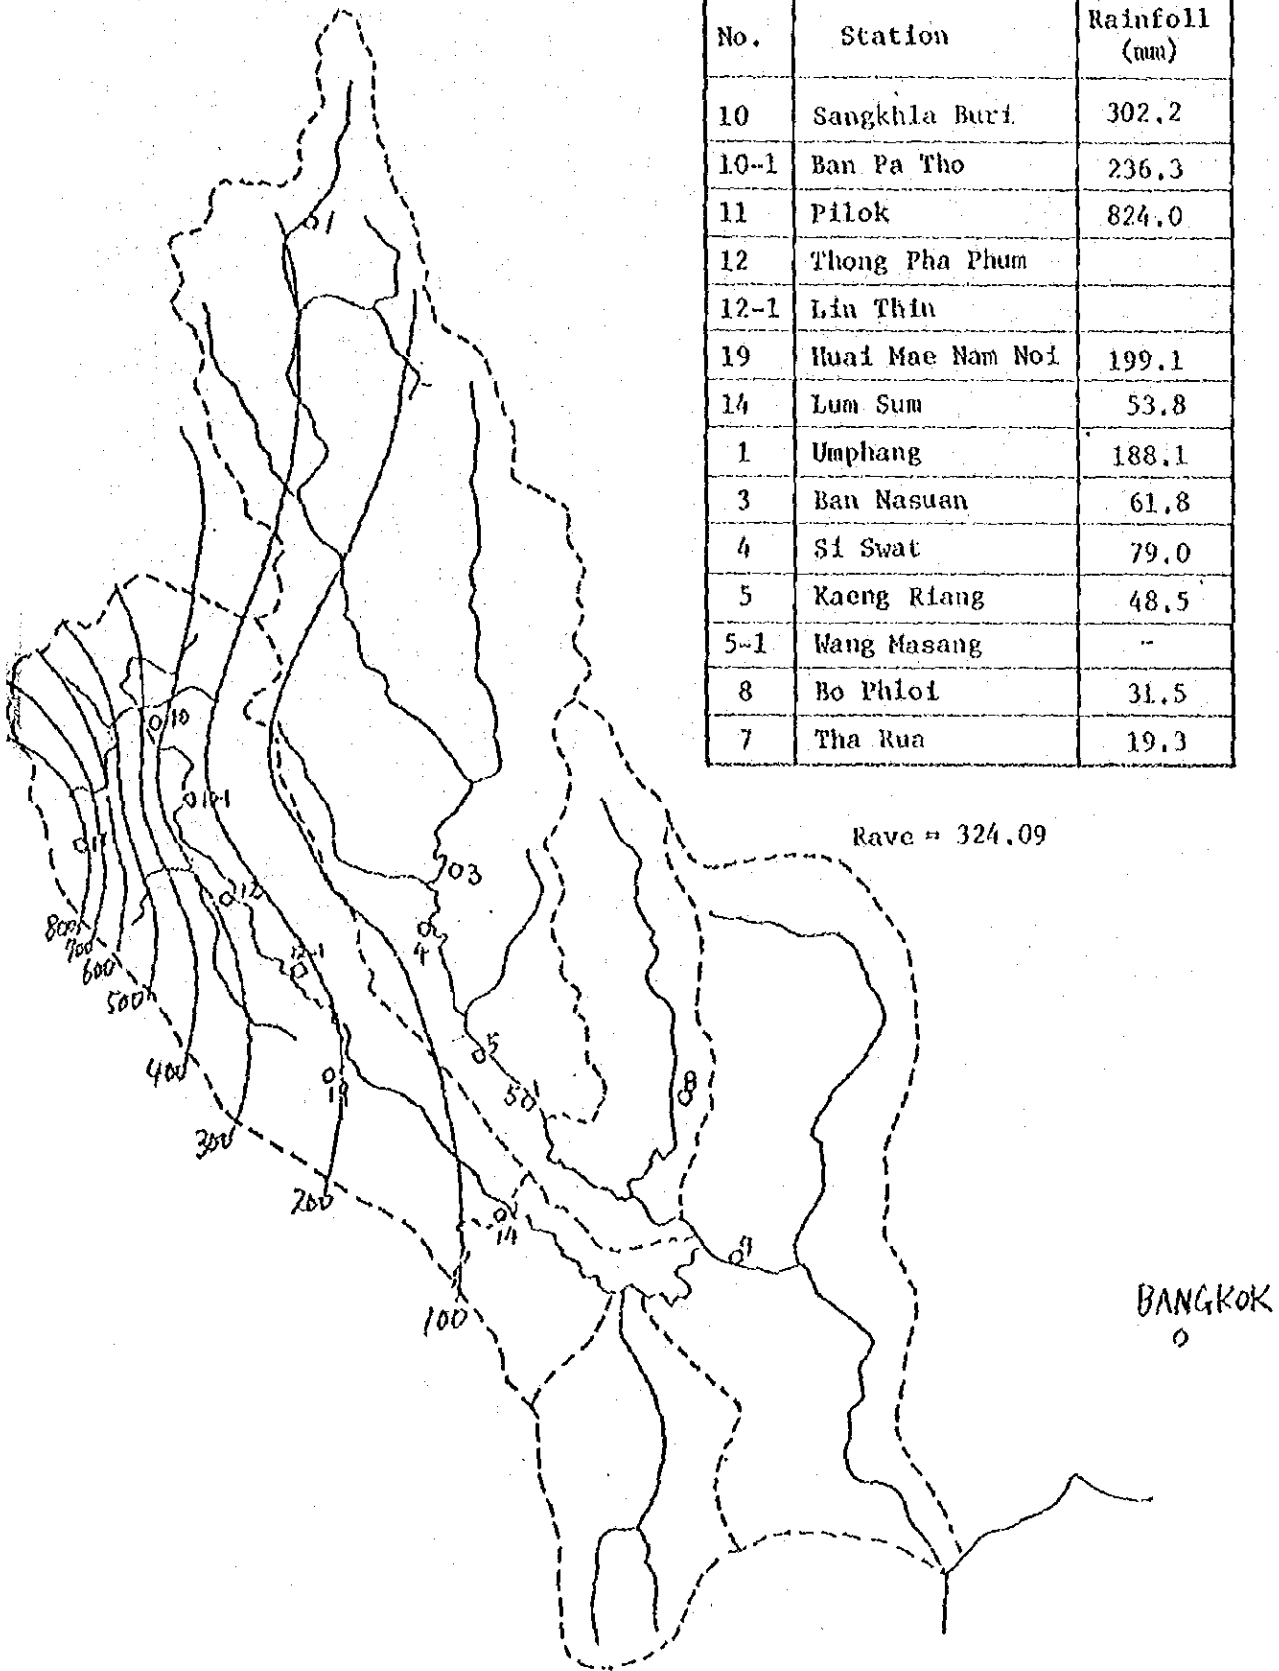 No. Station Rainfoll (mm)
10 Sangkhla Buri 302.2
10-1 Ban Pa Tho 236.3
11 Pilok 824.0
12 Thong Pha Phum
12-1 Lin Thin
19 Huai Mae Nam Noi 199.1
14 Lum Sum 53.8
1 Umphang 188.1
3 Ban Nasuan 61.8
4 Si Swat 79.0
5 Kaeng Riang 48.5
5-1 Wang Masang -
8 Bo Phloi 31.5
7 Tha Rua 19.3
Rave = 324.09
1
10
10-1
11
12
3
4
12-1
800
700
600
500
400
300
200
100
5
19
8
14
7
BANGKOK